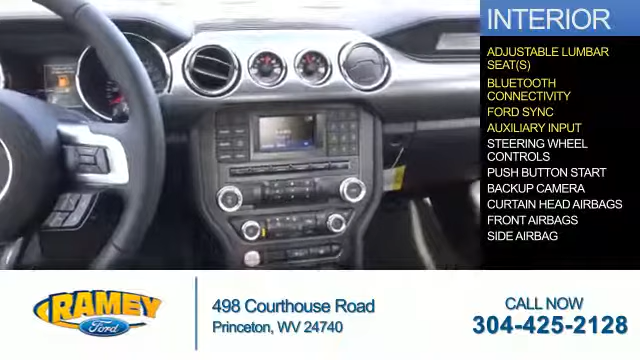 INTERIOR
ADJUSTABLE LUMBAR
SEAT(S)
BLUETOOTH
CONNECTIVITY
FORD SYNC
AUXILIARY INPUT
STEERING WHEEL
CONTROLS
PUSH BUTTON START
BACKUP CAMERA
CURTAIN HEAD AIRBAGS
FRONT AIRBAGS
SIDE AIRBAG
RAMEY
Ford
498 Courthouse Road
Princeton, WV 24740
CALL NOW
304-425-2128